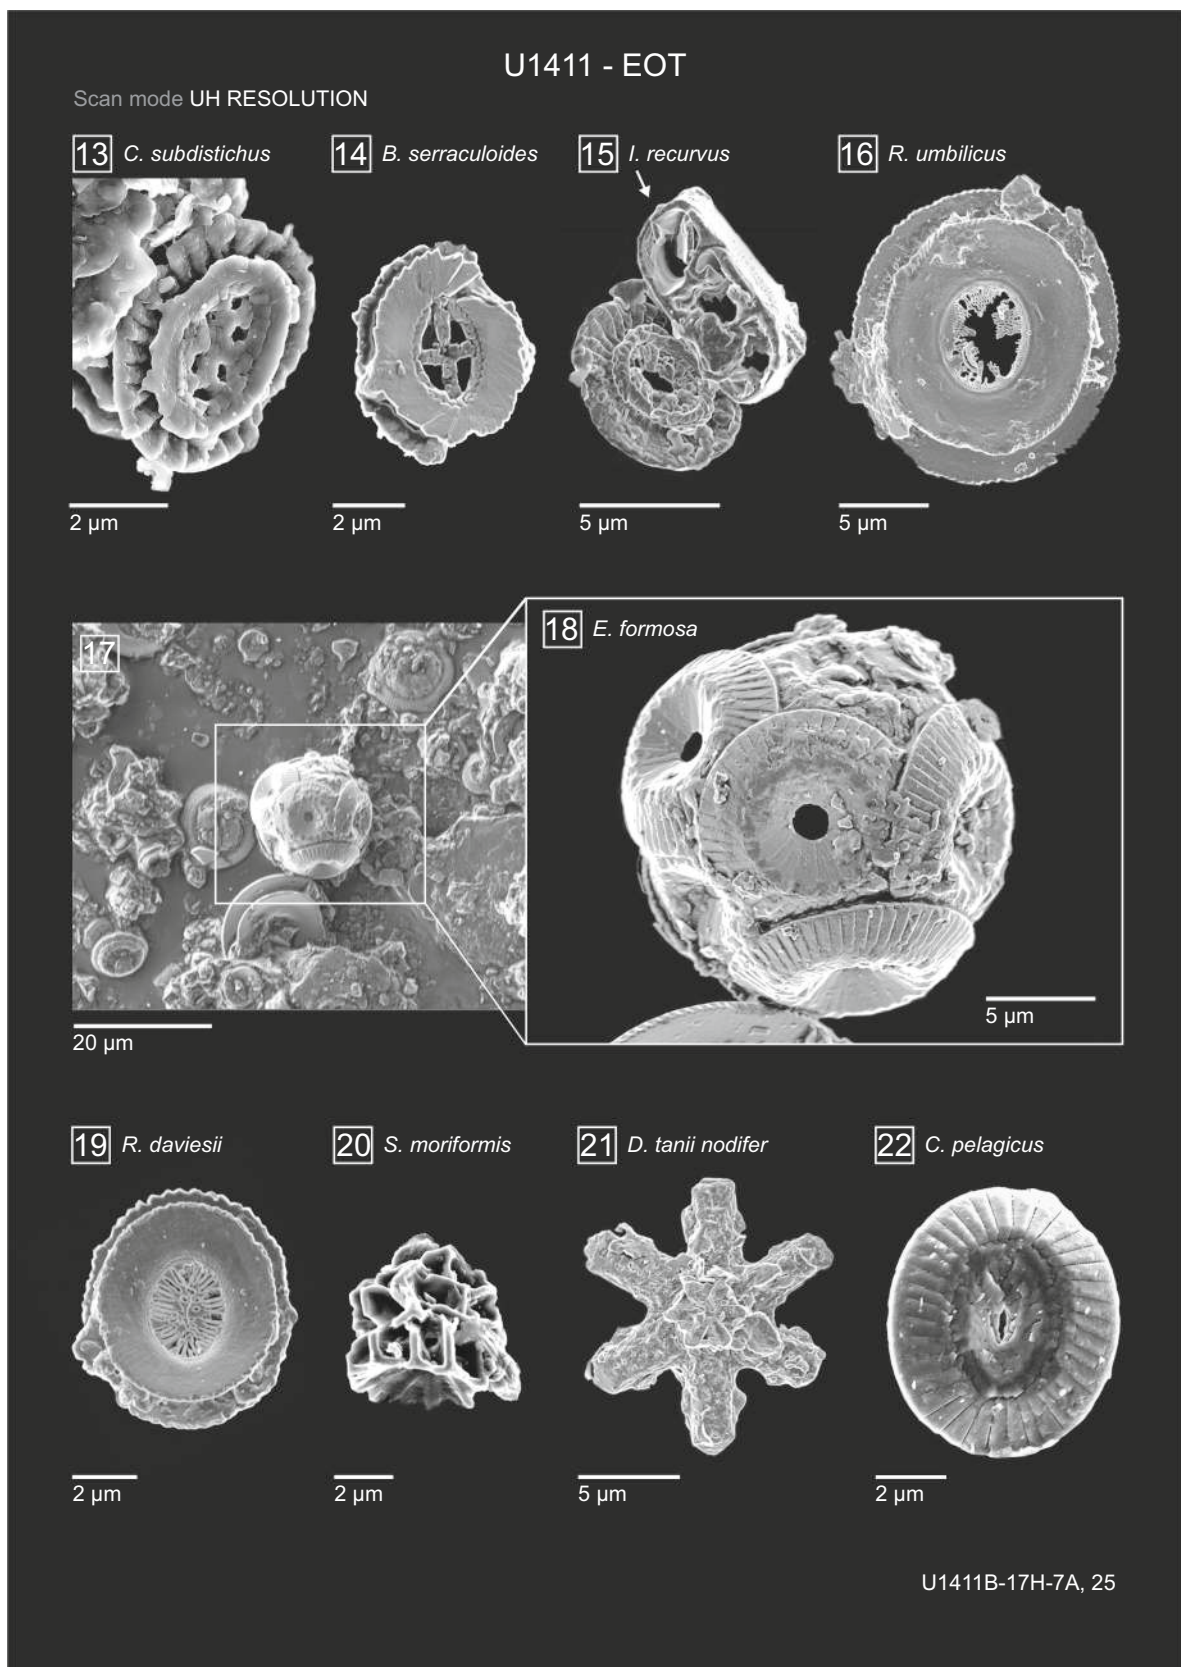 U1411 - EOT
Scan mode UH RESOLUTION
13 C. subdistichus
14 B. serraculoides
15 I. recurvus
16 R. umbilicus
2 µm
2 µm
5 µm
5 µm
17
18 E. formosa
5 µm
20 µm
19 R. daviesii
20 S. moriformis
21 D. tanii nodifer
22 C. pelagicus
2 µm
2 µm
5 µm
2 µm
U1411B-17H-7A, 25